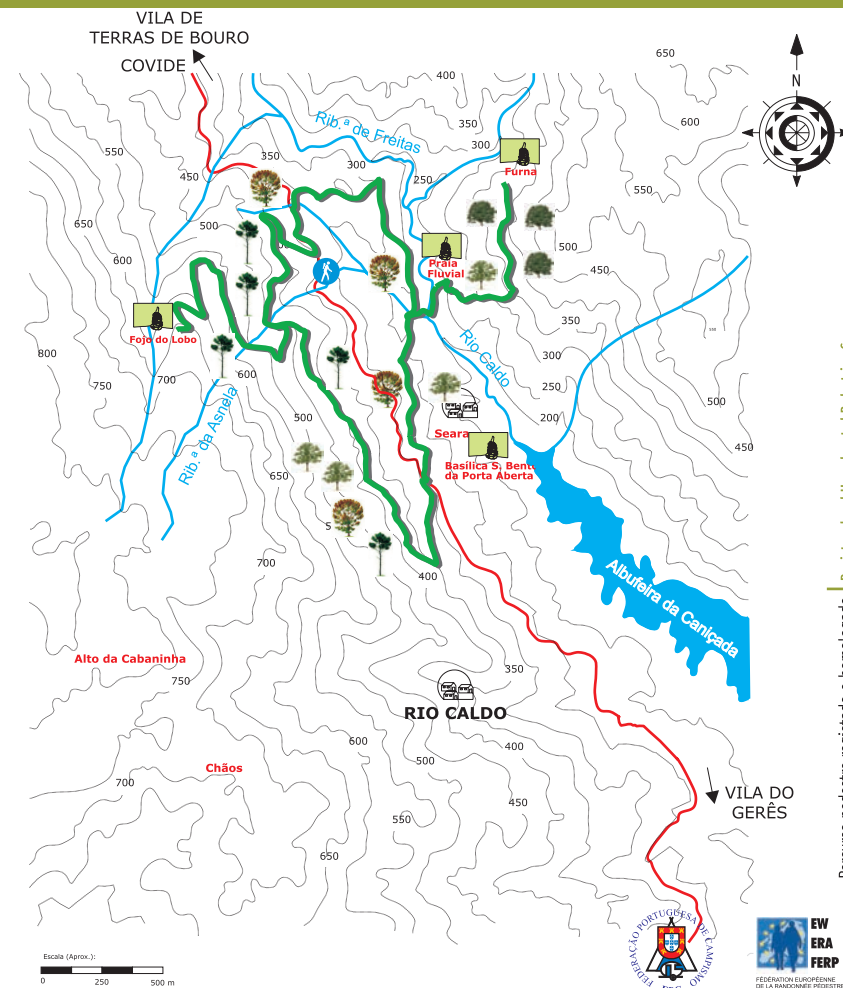 VILA DE
TERRAS DE BOURO
COVIDE
650
400
N
Rib.ª de Freitas
350
600
550
350
300
300
Furna
450
250
550
650
500
500
Praia
Fluvial
600
450
Fojo do Lobo
350
Rio Caldo
800
300
700
600
750
250
500
Rib.ª da Asnela
500
200
Seara
450
Basílica S. Bento
da Porta Aberta
650
S
700
400
Albufeira da Caniçada
Alto da Cabaninha
350
750
RIO CALDO
600
400
Chãos
500
700
VILA DO
GERÊS
450
550
650
FEDERAÇÃO PORTUGUESA DE CAMPISMO
EW
ERA
FERP
FÉDÉRATION EUROPÉENNE
DE LA RANDONNÉE PÉDESTRE
Escala (Aprox.):
0 250 500 m